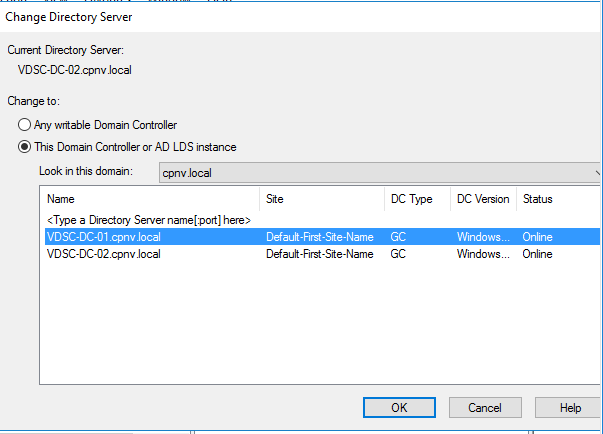 Change Directory Server
Current Directory Server:
VDSC-DC-02.cpnv.local
Change to:
Any writable Domain Controller
This Domain Controller or AD LDS instance
Look in this domain: cpnv.local
Name Site DC Type DC Version Status
<Type a Directory Server name[:port] here>
VDSC-DC-01.cpnv.local Default-First-Site-Name GC Windows... Online
VDSC-DC-02.cpnv.local Default-First-Site-Name GC Windows... Online
OK Cancel Help